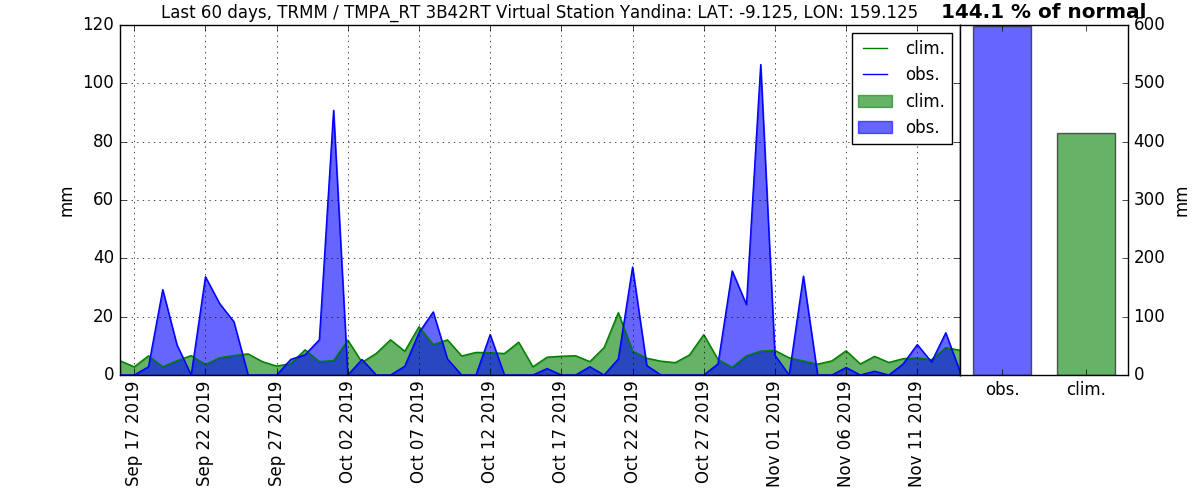 Last 60 days, TRMM / TMPA_RT 3B42RT Virtual Station Yandina: LAT: -9.125, LON: 159.125
144.1 % of normal
120
100
80
60
40
20
0
mm
clim.
obs.
clim.
obs.
600
500
400
300
200
100
0
mm
Sep 17 2019
Sep 22 2019
Sep 27 2019
Oct 02 2019
Oct 07 2019
Oct 12 2019
Oct 17 2019
Oct 22 2019
Oct 27 2019
Nov 01 2019
Nov 06 2019
Nov 11 2019
obs.
clim.